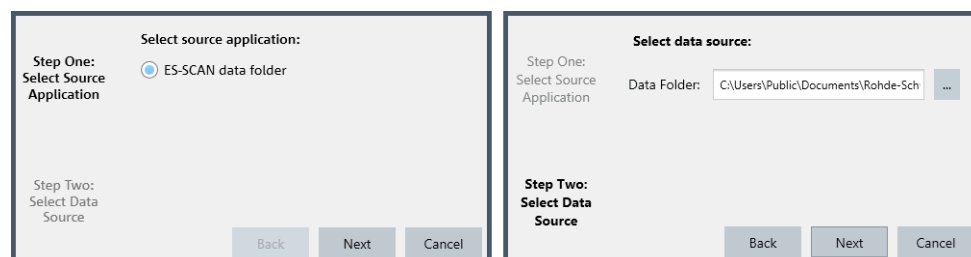 Select source application:
Step One:
Select Source
Application
ES-SCAN data folder
Step Two:
Select Data
Source
Back
Next
Cancel
Select data source:
Step One:
Select Source
Application
Data Folder:
C:\Users\Public\Documents\Rohde-Sch
...
Step Two:
Select Data
Source
Back
Next
Cancel